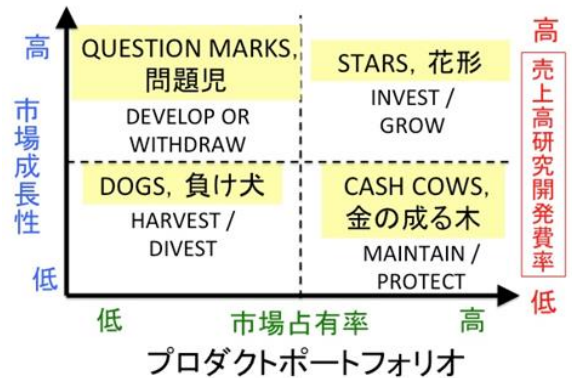 高
市場成長性
低
QUESTION MARKS,
問題児
DEVELOP OR
WITHDRAW
STARS, 花形
INVEST /
GROW
DOGS, 負け犬
HARVEST /
DIVEST
CASH COWS,
金の成る木
MAINTAIN /
PROTECT
高
売上高研究開発費率
低
低
市場占有率
高
プロダクトポートフォリオ